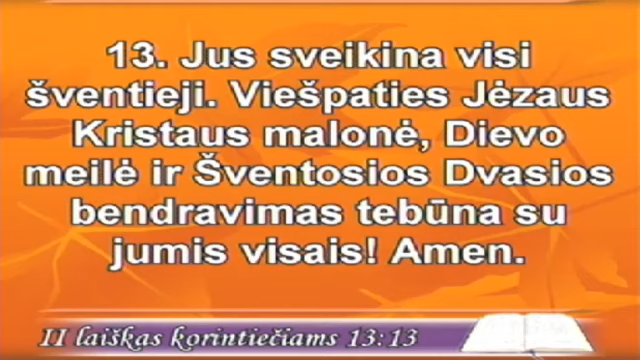 13. Jus sveikina visi
šventieji. Viešpaties Jėzaus
Kristaus malonė, Dievo
meilė ir Šventosios Dvasios
bendravimas tebūna su
jumis visais! Amen.
II laiškas korintiečiams 13:13